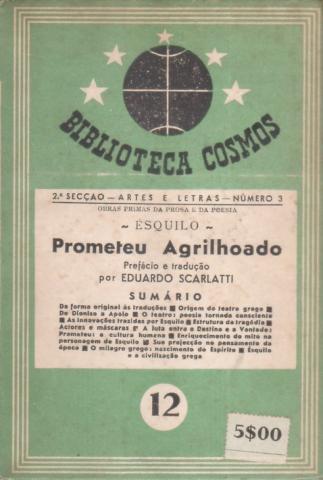 BIBLIOTECA COSMOS
2.ª SECÇÃO — ARTES E LETRAS — NÚMERO 3
OBRAS PRIMAS DA PROSA E DA POESIA
~ ÉSQUILO ~
Prometeu Agrilhoado
Prefácio e tradução
por EDUARDO SCARLATTI
SUMÁRIO
Da forma original às traduções ■ Origem do teatro grego ■
De Dioniso a Apolo ■ O teatro: poesia tornada consciente
■ As inovações trazidas por Esquilo ■ Estrutura da tragédia ■
Actores e máscaras ■ A luta entre o Destino e a Vontade:
Prometeu: a cultura humana ■ Enriquecimento do mito na
personagem de Esquilo ■ Sua projecção no pensamento da
época ■ O milagre grego: nascimento do Espírito ■ Esquilo
e a civilização grega
12
5$00